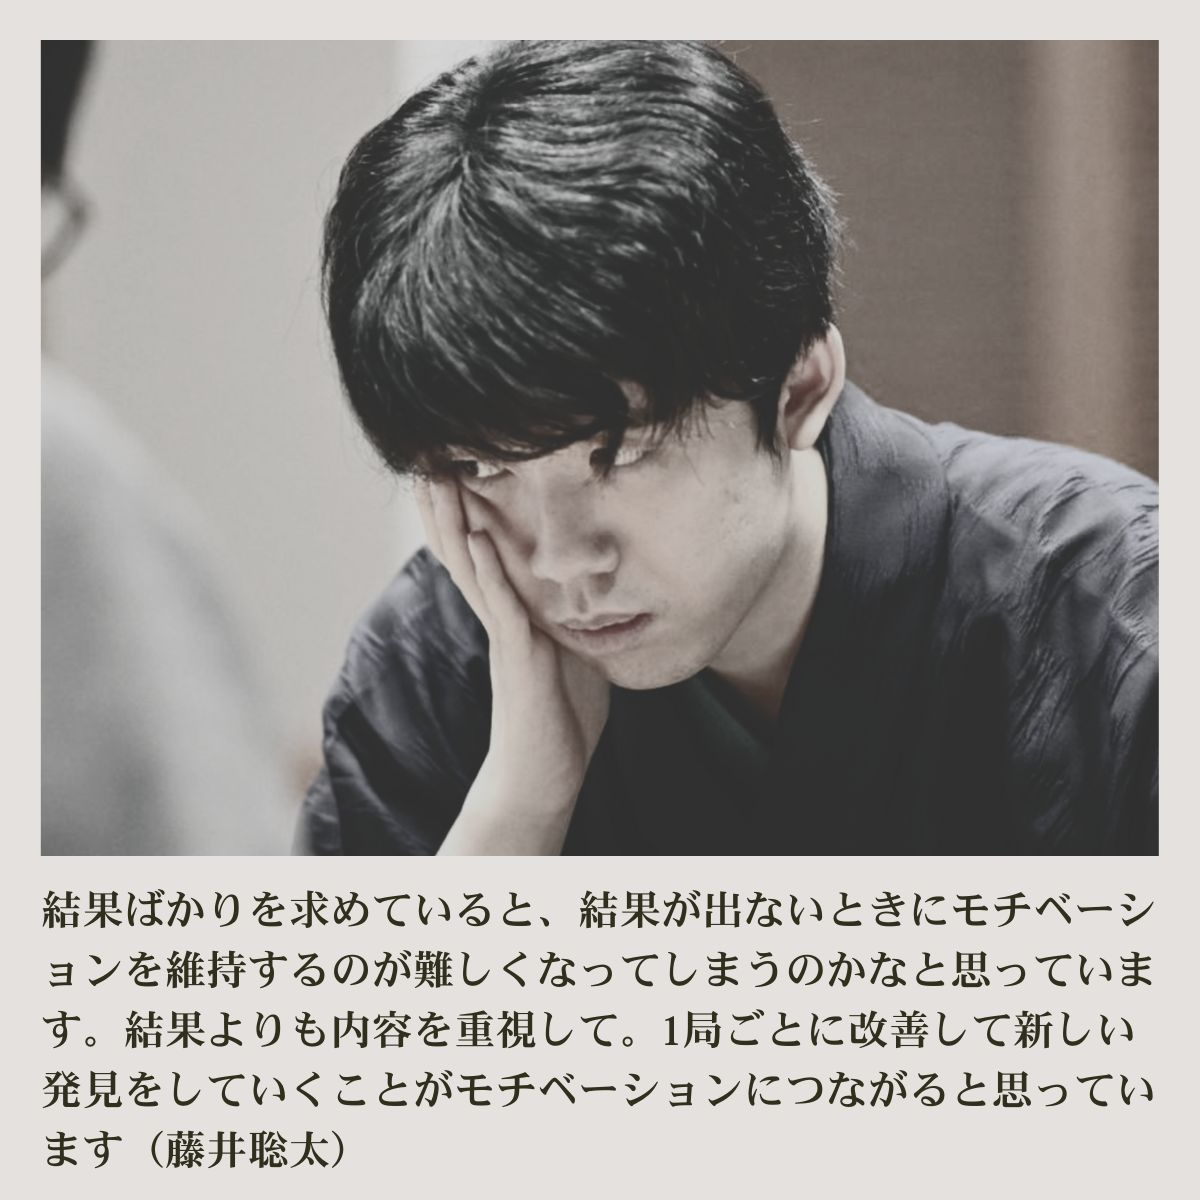 結果ばかりを求めていると、結果が出ないときにモチベーシ
ョンを維持するのが難しくなってしまうのかなと思っていま
す。結果よりも内容を重視して。1局ごとに改善して新しい
発見をしていくことがモチベーションにつながると思ってい
ます（藤井聡太）